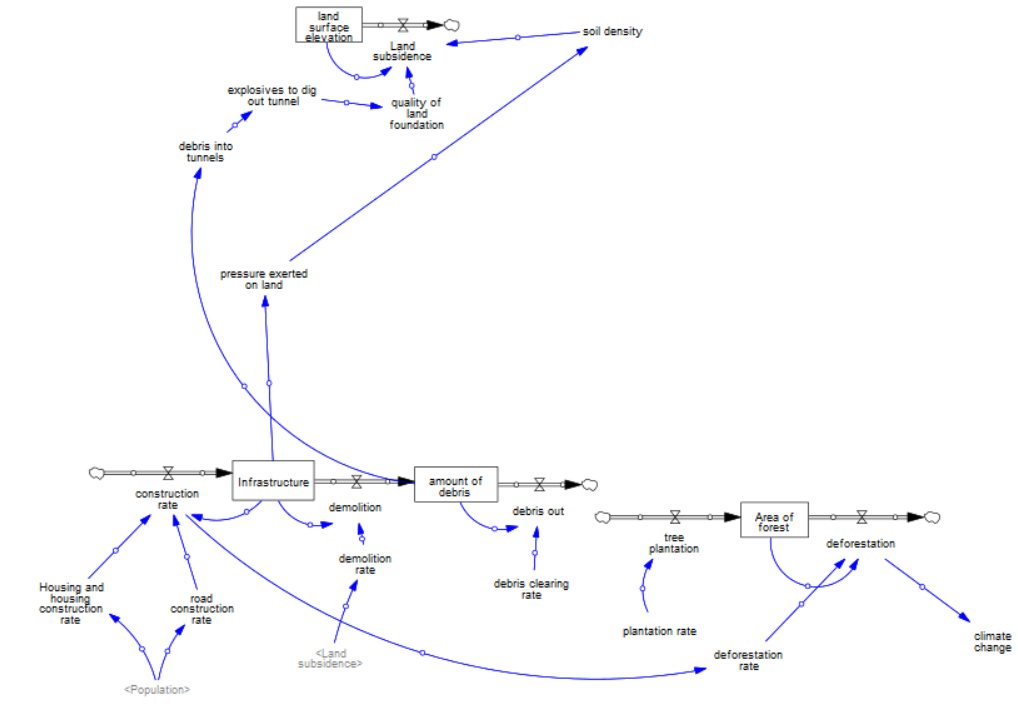 land
surface
elevation
Land
subsidence
soil density
explosives to dig
out tunnel
quality of
land
foundation
debris into
tunnels
pressure exerted
on land
construction
rate
Infrastructure
demolition
amount of
debris
debris out
demolition
rate
debris clearing
rate
Housing and
housing
construction
rate
road
construction
rate
<Land
subsidence>
<Population>
tree
plantation
Area of
forest
deforestation
plantation rate
deforestation
rate
climate
change